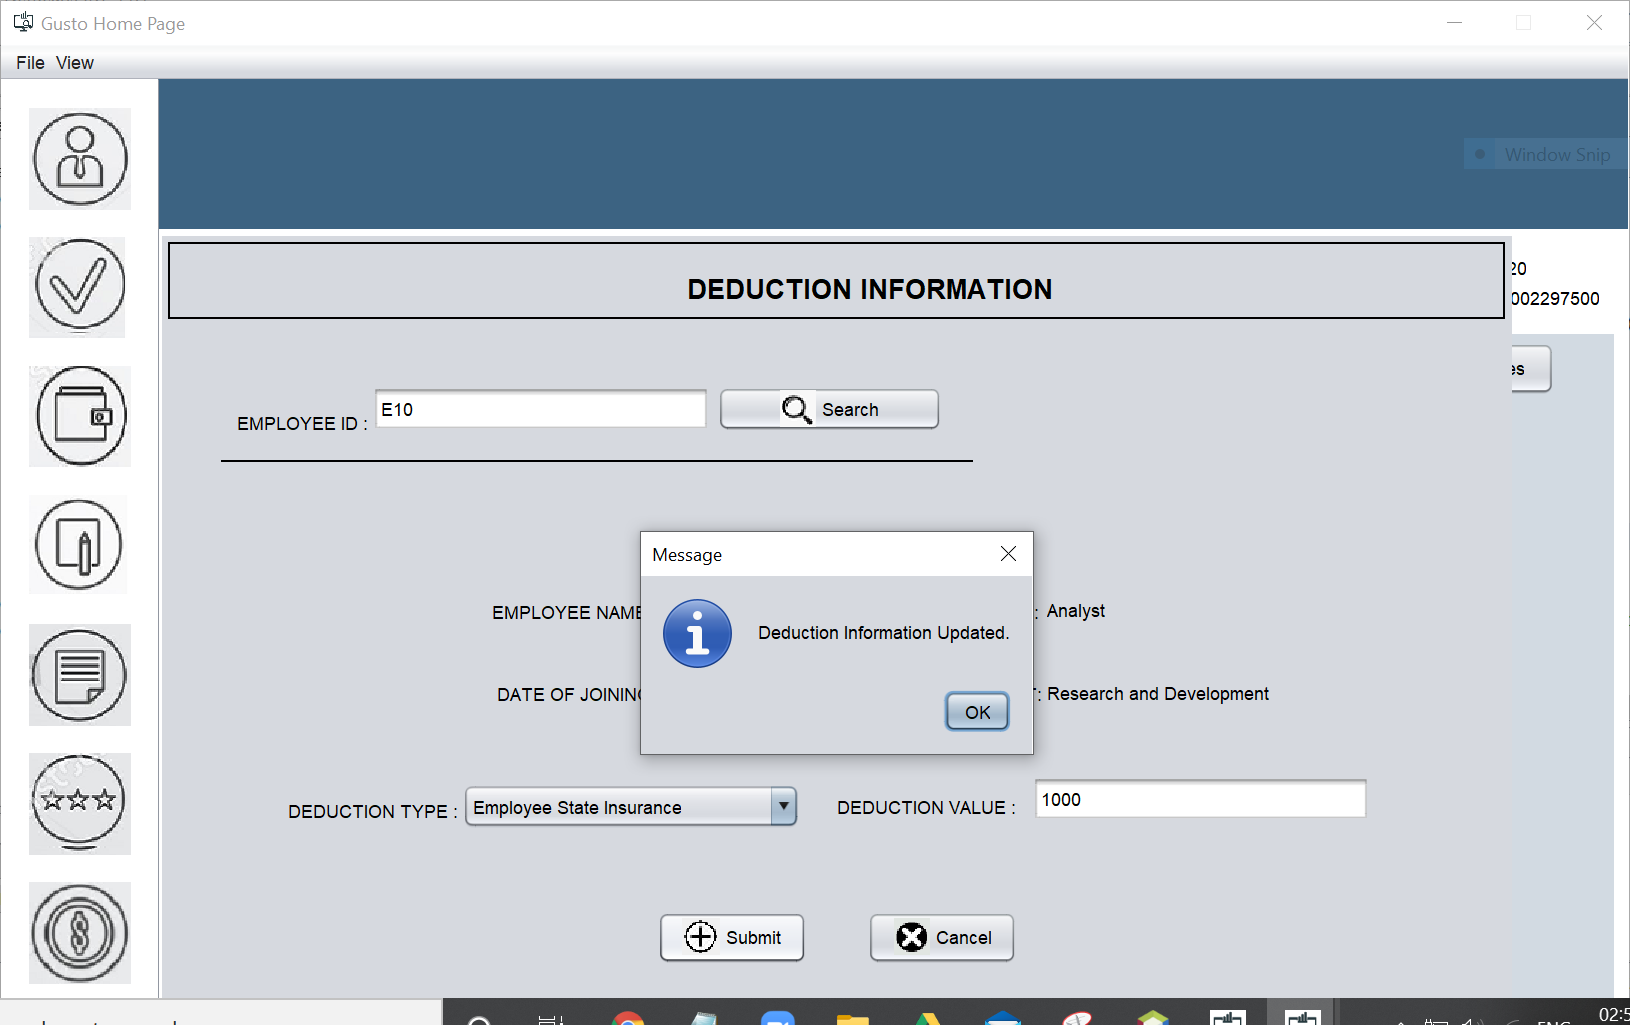 Gusto Home Page
File View
Window Snip
DEDUCTION INFORMATION
20
002297500
es
EMPLOYEE ID :
E10
Search
Message
EMPLOYEE NAME
: Analyst
Deduction Information Updated.
DATE OF JOINING
: Research and Development
OK
DEDUCTION TYPE :
Employee State Insurance
DEDUCTION VALUE :
1000
Submit
Cancel
02:5
ENG